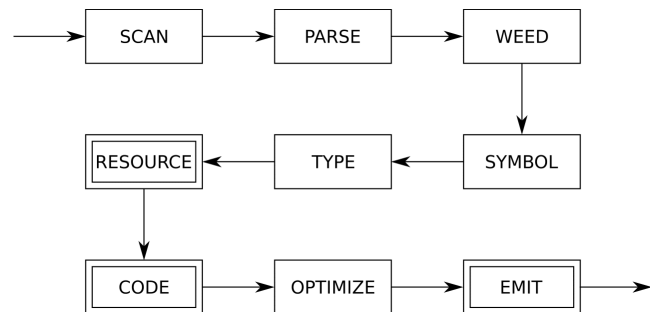 SCAN
PARSE
WEED
RESOURCE
TYPE
SYMBOL
CODE
OPTIMIZE
EMIT